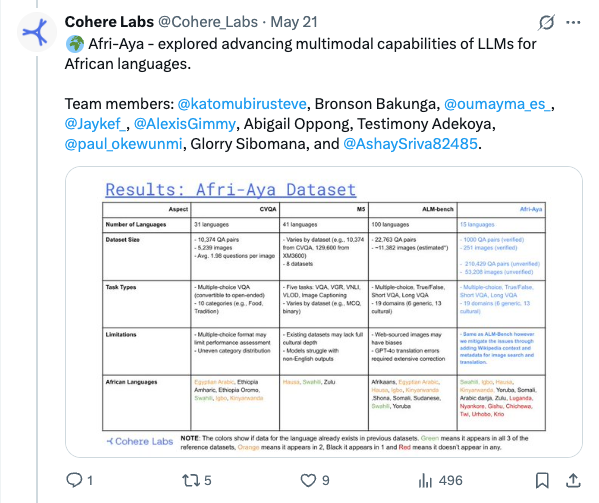 Cohere Labs @Cohere_Labs · May 21
🌍 Afri-Aya - explored advancing multimodal capabilities of LLMs for
African languages.
Team members: @katomubirusteve, Bronson Bakunga, @oumayma_es_,
@Jaykef_, @AlexisGimmy, Abigail Oppong, Testimony Adekoya,
@paul_okewunmi, Glorry Sibomana, and @AshaySriva82485.
Results: Afri-Aya Dataset
Aspect CVQA M5 ALM-bench Afri-Aya
Number of Languages 31 languages 41 languages 100 languages 15 languages
Dataset Size
- 10,374 QA pairs
- 5,239 images
- Avg. 1.98 questions per image
- Varies by dataset (e.g., 10,374
from CVQA, 129,600 from
XM3600)
- 8 datasets
- 22,763 QA pair
- ~11,382 images (estimated*)
- 1000 QA pairs (verified)
- 251 images (verified)
- 219,429 QA pairs (unverified)
- 53,208 images (unverified)
Task Types
- Multiple-choice VQA
(convertible to open-ended)
- 10 categories (e.g., Food,
Tradition)
- Five tasks: VQA, VGR, VNLI,
VLOD, Image Captioning
- Varies by dataset (e.g., MCQ,
binary)
- Multiple-choice, True/False,
Short VQA, Long VQA
- 19 domains (6 generic, 13
cultural)
- Multiple-choice, True/False,
Short VQA, Long VQA
- 19 domains (6 generic, 13
cultural)
Limitations
- Multiple-choice format may
limit performance assessment
- Uneven category distribution
- Existing datasets may lack full
cultural depth
- Models struggle with
non-English outputs
- Web-sourced images may
have biases
- GPT-4o translation errors
required extensive correction
- Same as ALM-Bench however
we mitigate the issues through
adding Wikipedia context and
metadata for image search and
translation.
African Languages
Egyptian Arabic, Ethiopia
Amharic, Ethiopia Oromo,
Swahili, Igbo, Kinyarwanda
Hausa, Swahili, Zulu
Afrikaans, Egyptian Arabic,
Hausa, Igbo, Kinyarwanda
,Shona, Somali, Sudanese,
Swahili, Yoruba
Swahili, Igbo, Hausa,
Kinyarwanda, Yoruba, Somali,
Arabic darija, Zulu, Luganda,
Nyankore, Gishu, Chichewa,
Twi, Urhobo, Krio
Cohere Labs
NOTE: The colors show if data for the language already exists in previous datasets. Green means it appears in all 3 of the
reference datasets, Orange means it appears in 2, Black it appears in 1 and Red means it doesn't appear in any.
1 5 9 496